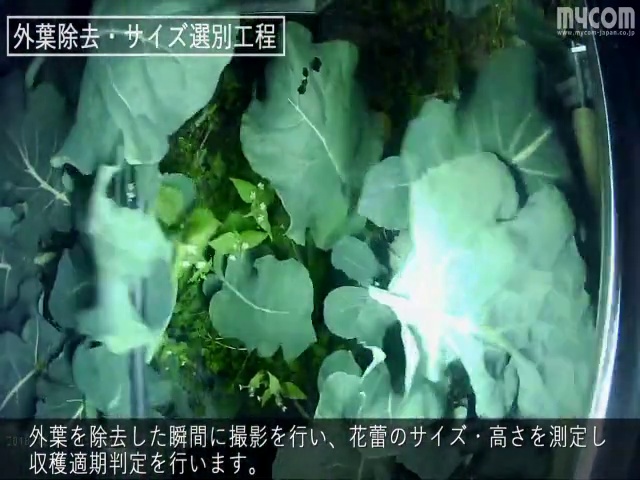 外葉除去・サイズ選別工程
mycom
www.mycom-japan.co.jp
外葉を除去した瞬間に撮影を行い、花蕾のサイズ・高さを測定し
収穫適期判定を行います。